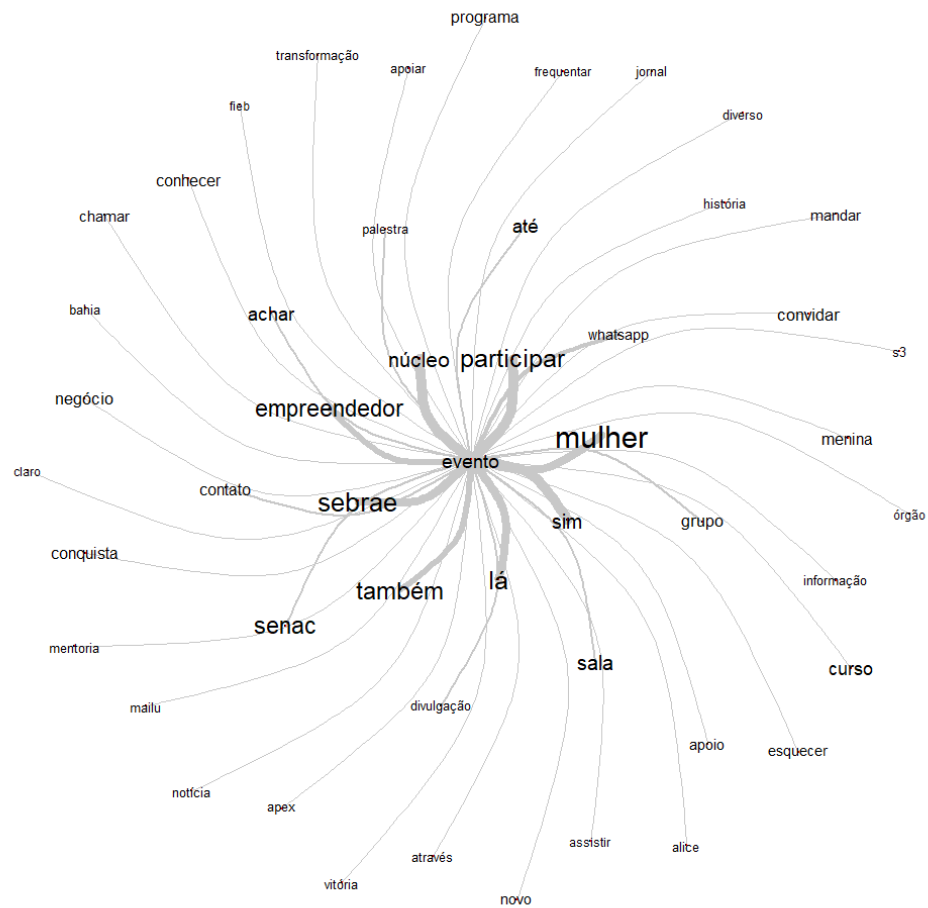 programa
transformação
apoiar
frequentar
jornal
fieb
diverso
conhecer
história
chamar
palestra
até
mandar
bahia
achar
convidar
whatsapp
s3
núcleo
participar
negócio
empreendedor
mulher
menina
evento
claro
contato
sebrae
sim
grupo
órgão
conquista
também
lá
informação
senac
mentoria
sala
curso
mailu
divulgação
apoio
esquecer
notícia
apex
através
assistir
alice
vitória
novo